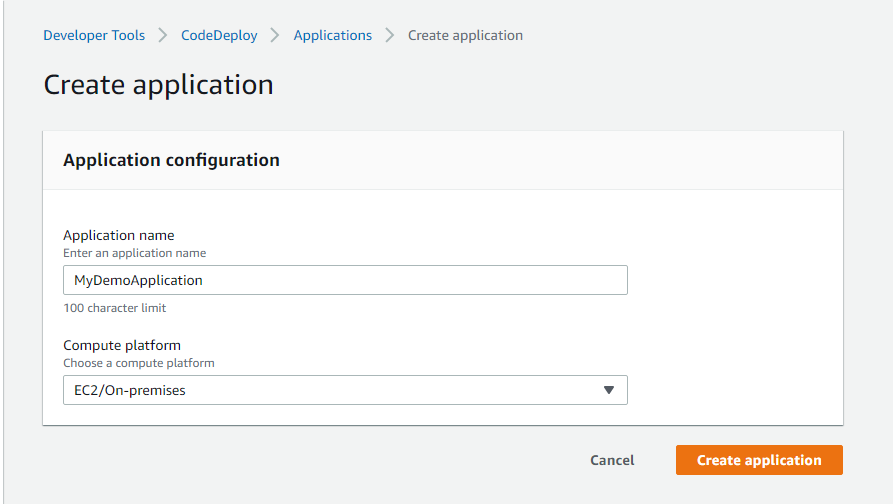 Developer Tools > CodeDeploy > Applications > Create application
Create application
Application configuration
Application name
Enter an application name
MyDemoApplication
100 character limit
Compute platform
Choose a compute platform
EC2/On-premises
Cancel Create application